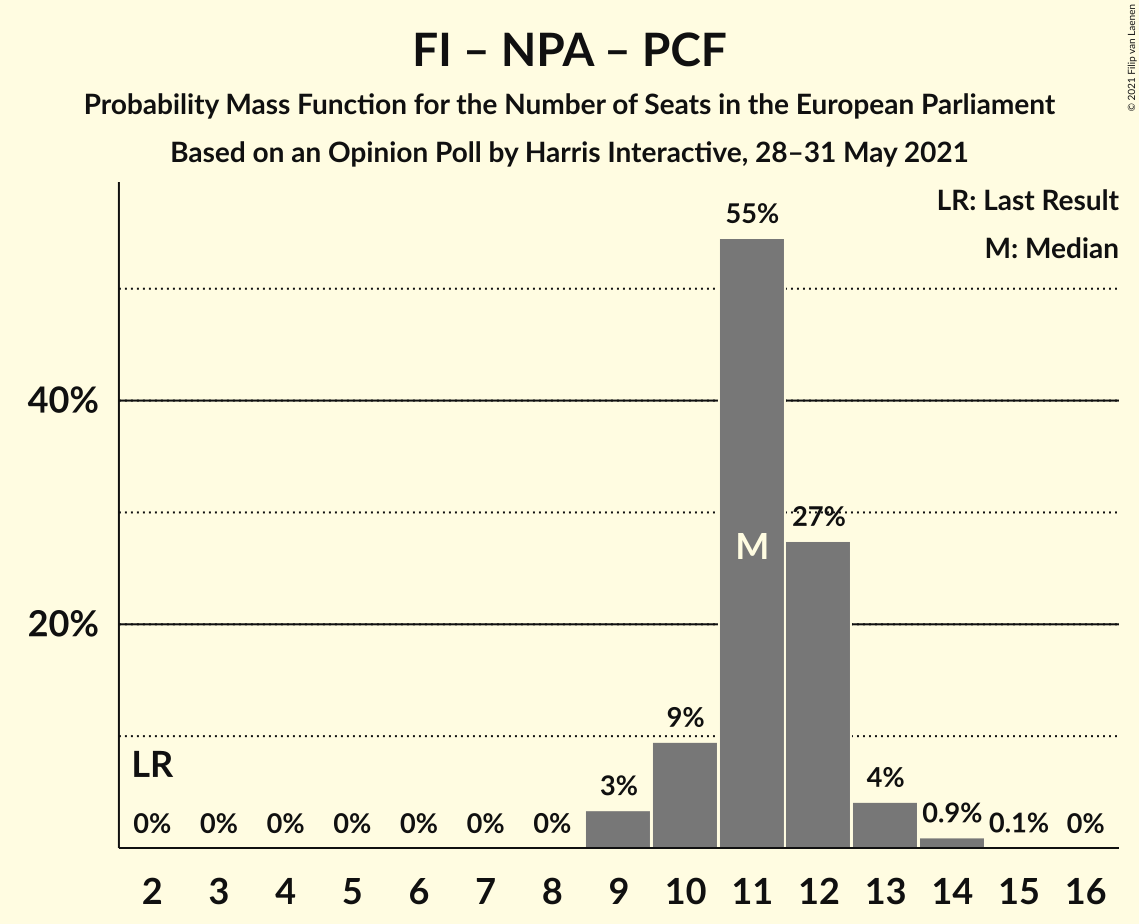 FI – NPA – PCF
Probability Mass Function for the Number of Seats in the European Parliament
Based on an Opinion Poll by Harris Interactive, 28–31 May 2021
© 2021 Filip van Laenen
LR: Last Result
M: Median
55%
40%
27%
M
20%
9%
LR
3%
4%
0% 0% 0% 0% 0% 0% 0% 0.9% 0.1% 0%
2 3 4 5 6 7 8 9 10 11 12 13 14 15 16